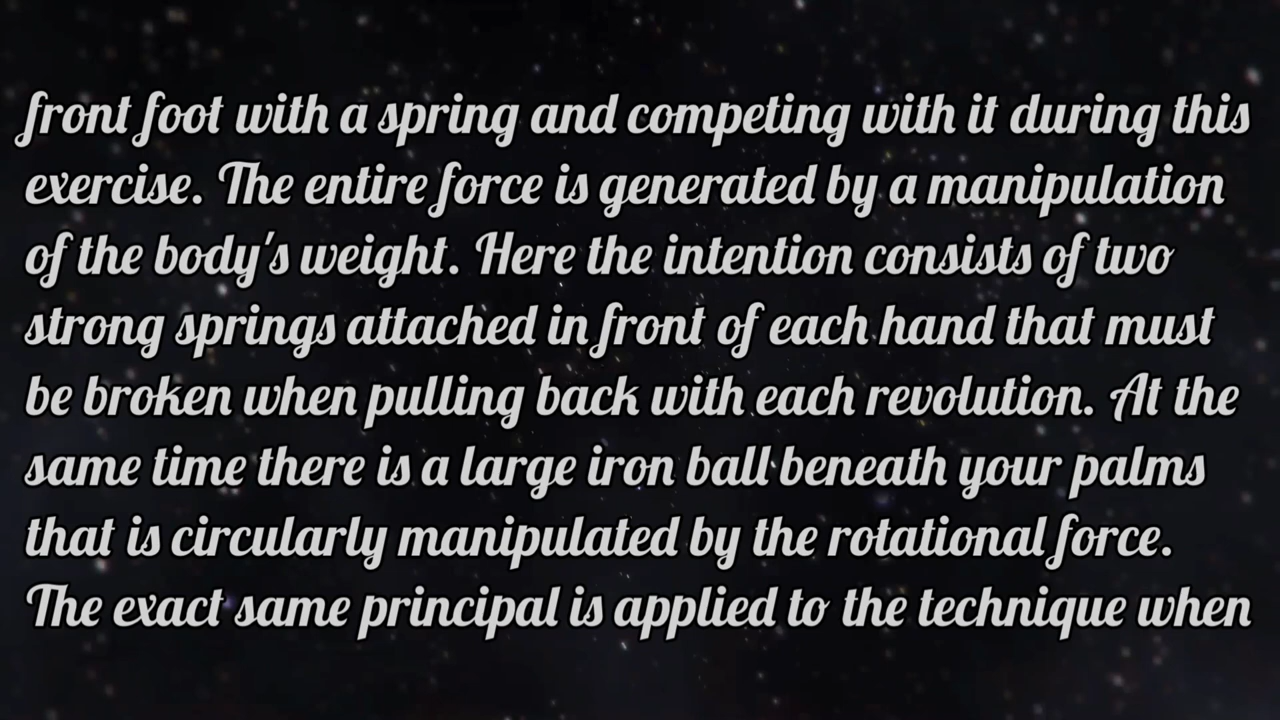 front foot with a spring and competing with it during this
exercise. The entire force is generated by a manipulation
of the body's weight. Here the intention consists of two
strong springs attached in front of each hand that must
be broken when pulling back with each revolution. At the
same time there is a large iron ball beneath your palms
that is circularly manipulated by the rotational force.
The exact same principal is applied to the technique when